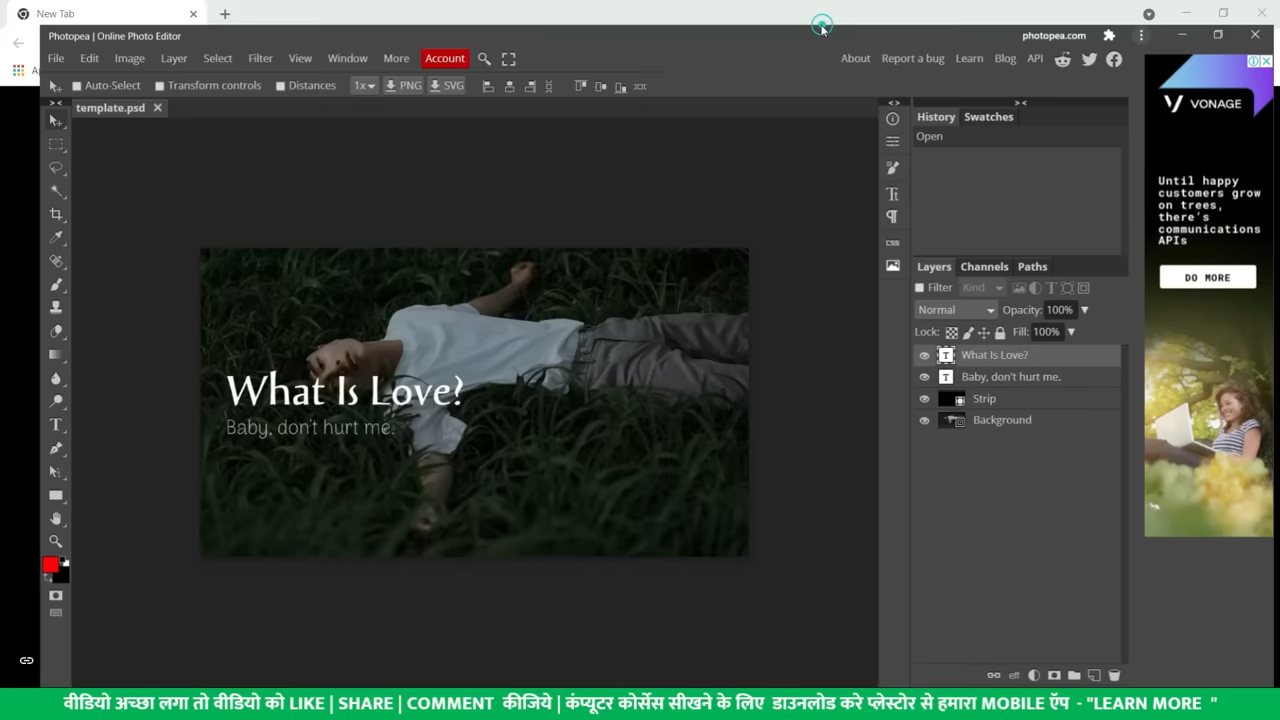 New Tab
Photopea | Online Photo Editor
photopea.com
File Edit Image Layer Select Filter View Window More Account
About Report a bug Learn Blog API
Auto-Select Transform controls Distances 1x PNG SVG
template.psd
History Swatches
Open
Layers Channels Paths
Filter Kind
Normal Opacity: 100%
Lock: Fill: 100%
What Is Love?
Baby, don't hurt me.
Strip
Background
CSS
eff
What Is Love?
Baby, don't hurt me.
VONAGE
Until happy
customers grow
on trees,
there's
communications
APIs
DO MORE
वीडियो अच्छा लगा तो वीडियो को LIKE | SHARE | COMMENT कीजिये | कंप्यूटर कोर्सेस सीखने के लिए डाउनलोड करे प्लेस्टोर से हमारा MOBILE ऍप - "LEARN MORE "